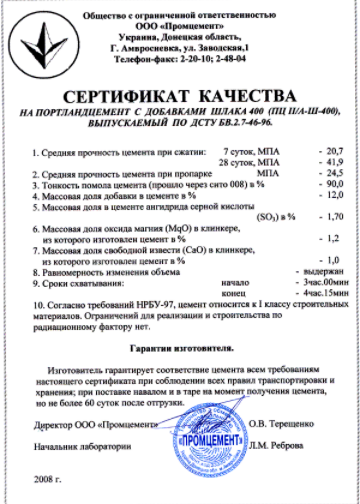 Общество с ограниченной ответственностью
ООО «Промцемент»
Украина, Донецкая область,
Г. Амвросиевка, ул. Заводская,1
Телефон-факс: 2-20-10; 2-48-04
СЕРТИФИКАТ КАЧЕСТВА
НА ПОРТЛАНДЦЕМЕНТ С ДОБАВКАМИ ШЛАКА 400 (ПЦ II/А-Ш-400),
ВЫПУСКАЕМЫЙ ПО ДСТУ БВ.2.7-46-96.
1. Средняя прочность цемента при сжатии: 7 суток, МПА - 20,7
28 суток, МПА - 41,9
2. Средняя прочность цемента при пропарке МПА - 24,5
3. Тонкость помола цемента (прошло через сито 008) в % - 90,0
4. Массовая доля добавки в цементе в % - 12,0
5. Массовая доля в цементе ангидрида серной кислоты
(SO₃) в % - 1,70
6. Массовая доля оксида магния (MqO) в клинкере,
из которого изготовлен цемент в % - 1,2
7. Массовая доля свободной извести (СаО) в клинкере,
из которого изготовлен цемент в % - 1,0
8. Равномерность изменения объема - выдержан
9. Сроки схватывания: начало - 3час.00мин
конец - 4час.15мин
10. Согласно требований НРБУ-97, цемент относится к I классу строительных
материалов. Ограничений для реализации и строительства по
радиационному фактору нет.
Гарантии изготовителя.
Изготовитель гарантирует соответствие цемента всем требованиям
настоящего сертификата при соблюдении всех правил транспортировки и
хранения; при поставке навалом и в таре на момент получения цемента,
но не более 60 суток после отгрузки.
Директор ООО «Промцемент» О.В. Терещенко
«ПРОМЦЕМЕНТ»
Начальник лаборатории Л.М. Реброва
2008 г.